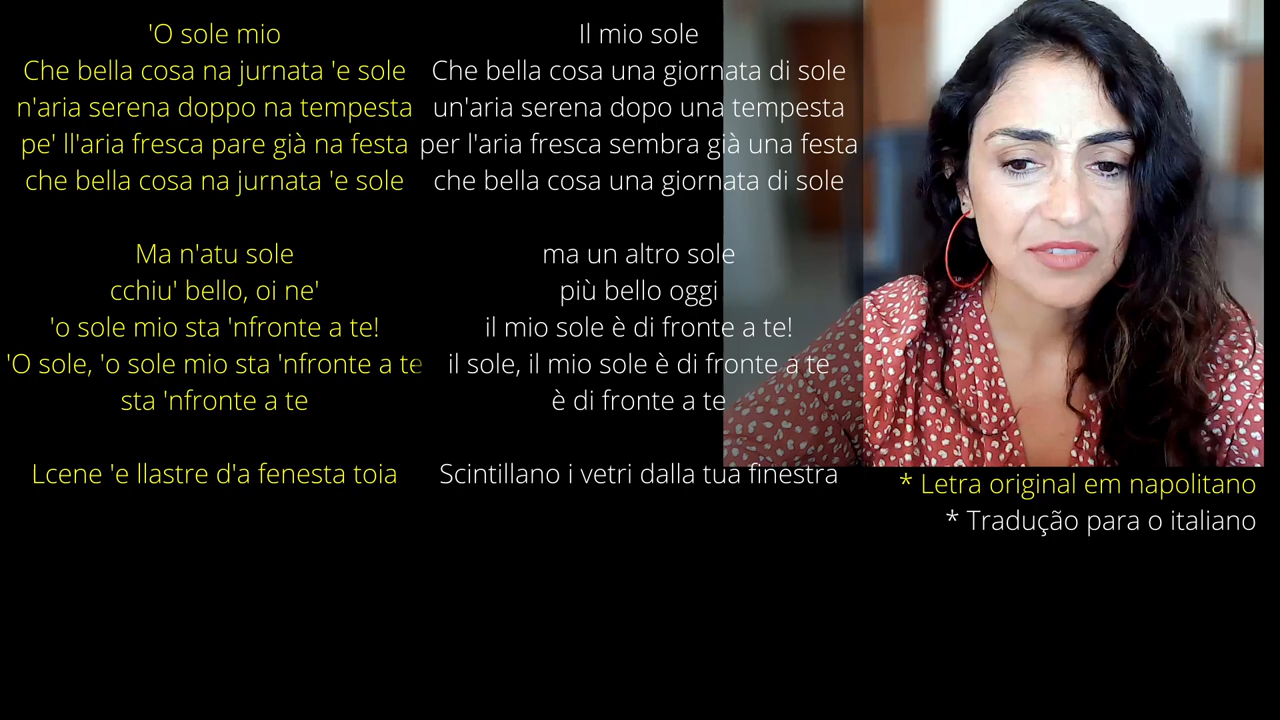 'O sole mio
Che bella cosa na jurnata 'e sole
n'aria serena doppo na tempesta
pe' ll'aria fresca pare già na festa
che bella cosa na jurnata 'e sole
Ma n'atu sole
cchiu' bello, oi ne'
'o sole mio sta 'nfronte a te!
'O sole, 'o sole mio sta 'nfronte a te
sta 'nfronte a te
Lcene 'e llastre d'a fenesta toia
Il mio sole
Che bella cosa una giornata di sole
un'aria serena dopo una tempesta
per l'aria fresca sembra già una festa
che bella cosa una giornata di sole
ma un altro sole
più bello oggi
il mio sole è di fronte a te!
il sole, il mio sole è di fronte a te
è di fronte a te
Scintillano i vetri dalla tua finestra
* Letra original em napolitano
* Tradução para o italiano